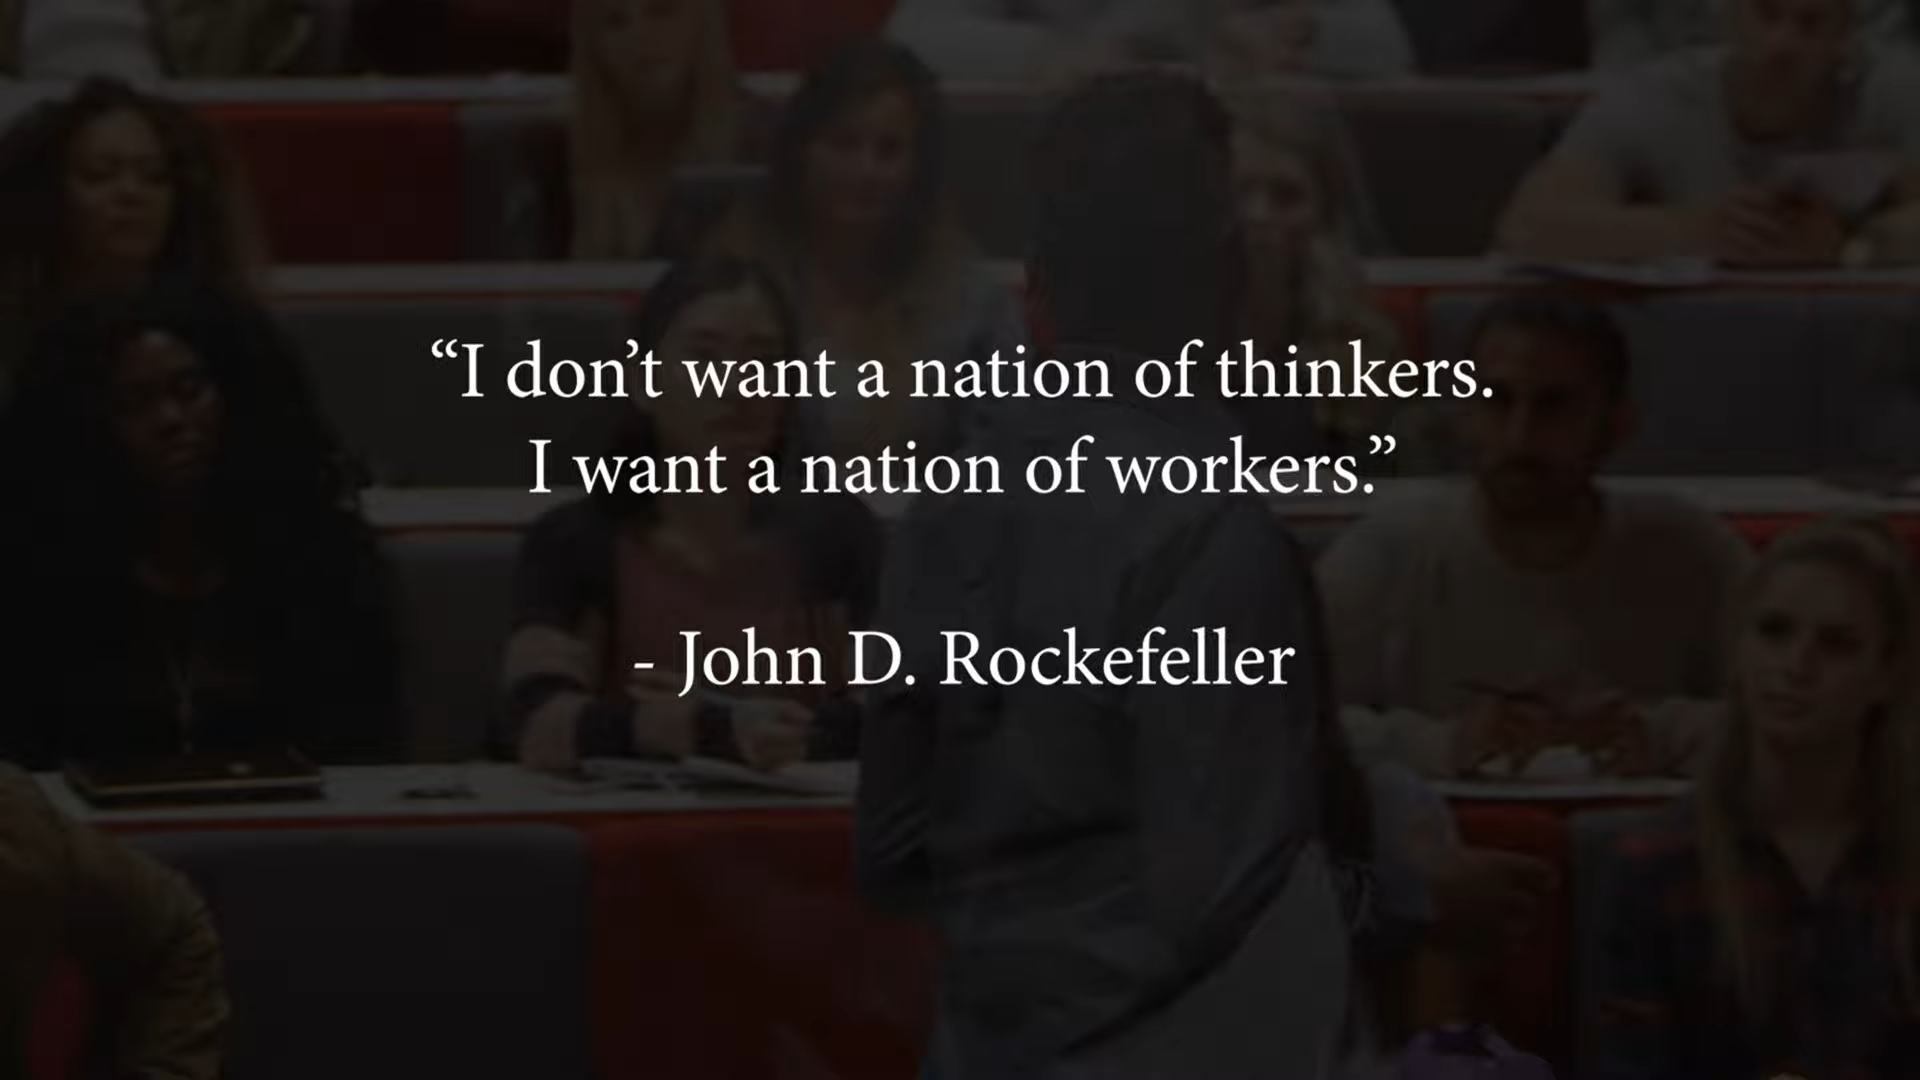 “I don’t want a nation of thinkers.
I want a nation of workers.”
- John D. Rockefeller